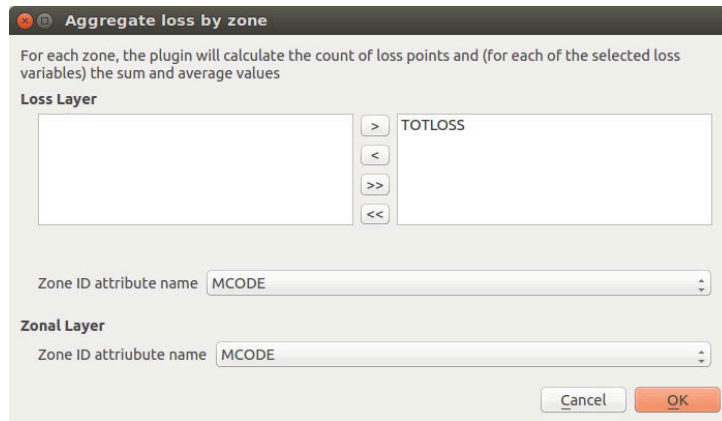 Aggregate loss by zone
For each zone, the plugin will calculate the count of loss points and (for each of the selected loss
variables) the sum and average values
Loss Layer
>
TOTLOSS
<
>>
<<
Zone ID attribute name MCODE
Zonal Layer
Zone ID attriubute name MCODE
Cancel OK